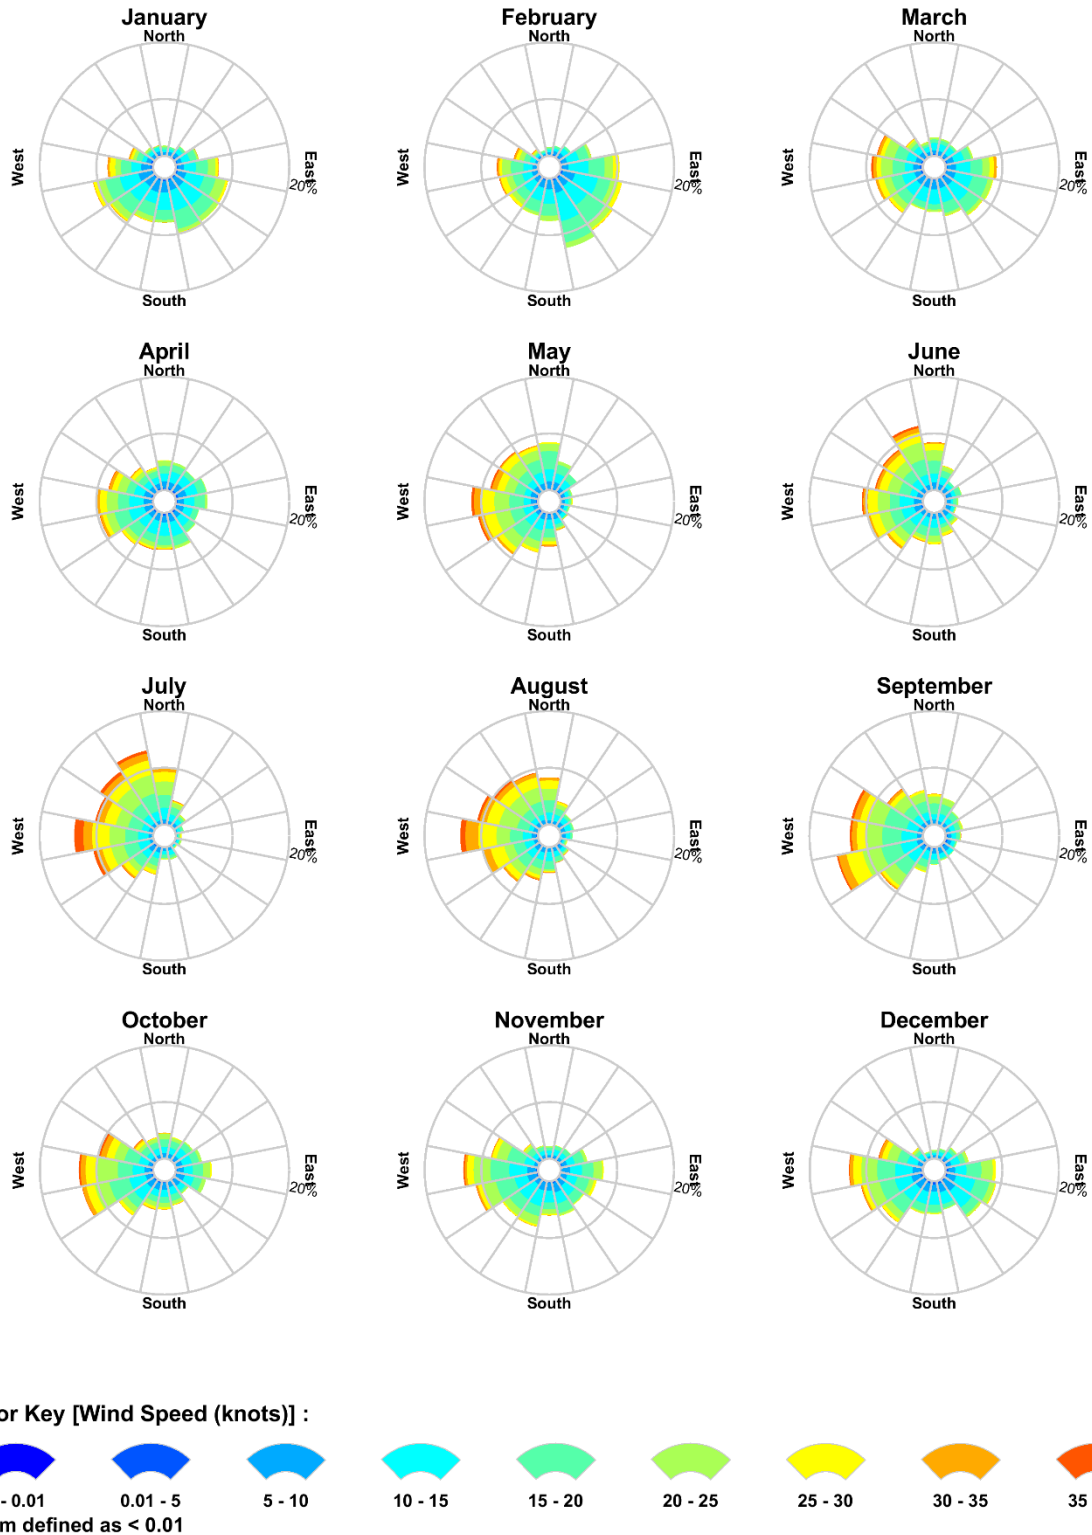 January
February
March
North
North
North
West
East
20%
West
East
20%
West
East
20%
South
South
South
April
May
June
North
North
North
West
East
20%
West
East
20%
West
East
20%
South
South
South
July
August
September
North
North
North
West
East
20%
West
East
20%
West
East
20%
South
South
South
October
November
December
North
North
North
West
East
20%
West
East
20%
West
East
20%
South
South
South
or Key [Wind Speed (knots)] :
- 0.01
0.01 - 5
5 - 10
10 - 15
15 - 20
20 - 25
25 - 30
30 - 35
35
m defined as < 0.01